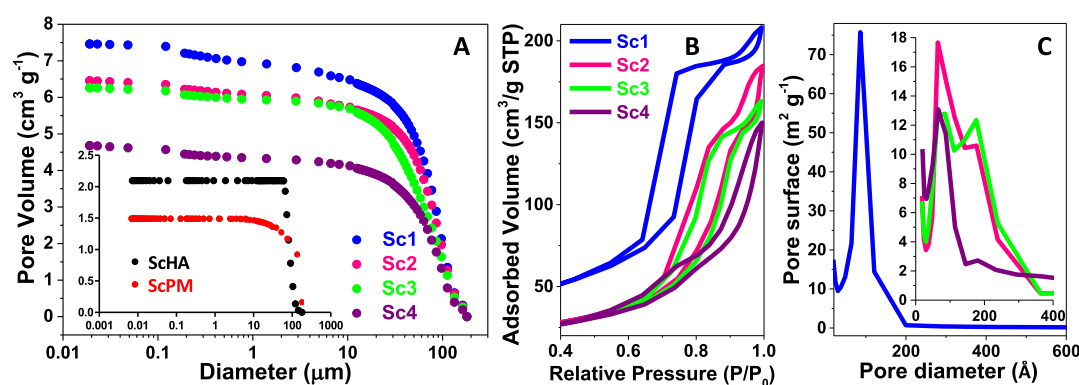 A
Pore Volume (cm³ g⁻¹)
8
7
6
5
4
3
2
1
0
0.01 0.1 1 10 100
Diameter (μm)
Sc1
Sc2
Sc3
Sc4
2.5
2.0
1.5
1.0
0.5
0.0
0.001 0.01 0.1 1 10 100 1000
ScHA
ScPM
B
Adsorbed Volume (cm³/g STP)
200
150
100
50
0.4 0.6 0.8 1.0
Relative Pressure (P/P₀)
Sc1
Sc2
Sc3
Sc4
C
Pore surface (m² g⁻¹)
70
60
50
40
30
20
10
0
200 400 600
Pore diameter (Å)
18
16
14
12
10
8
6
4
2
0
0 100 200 300 400